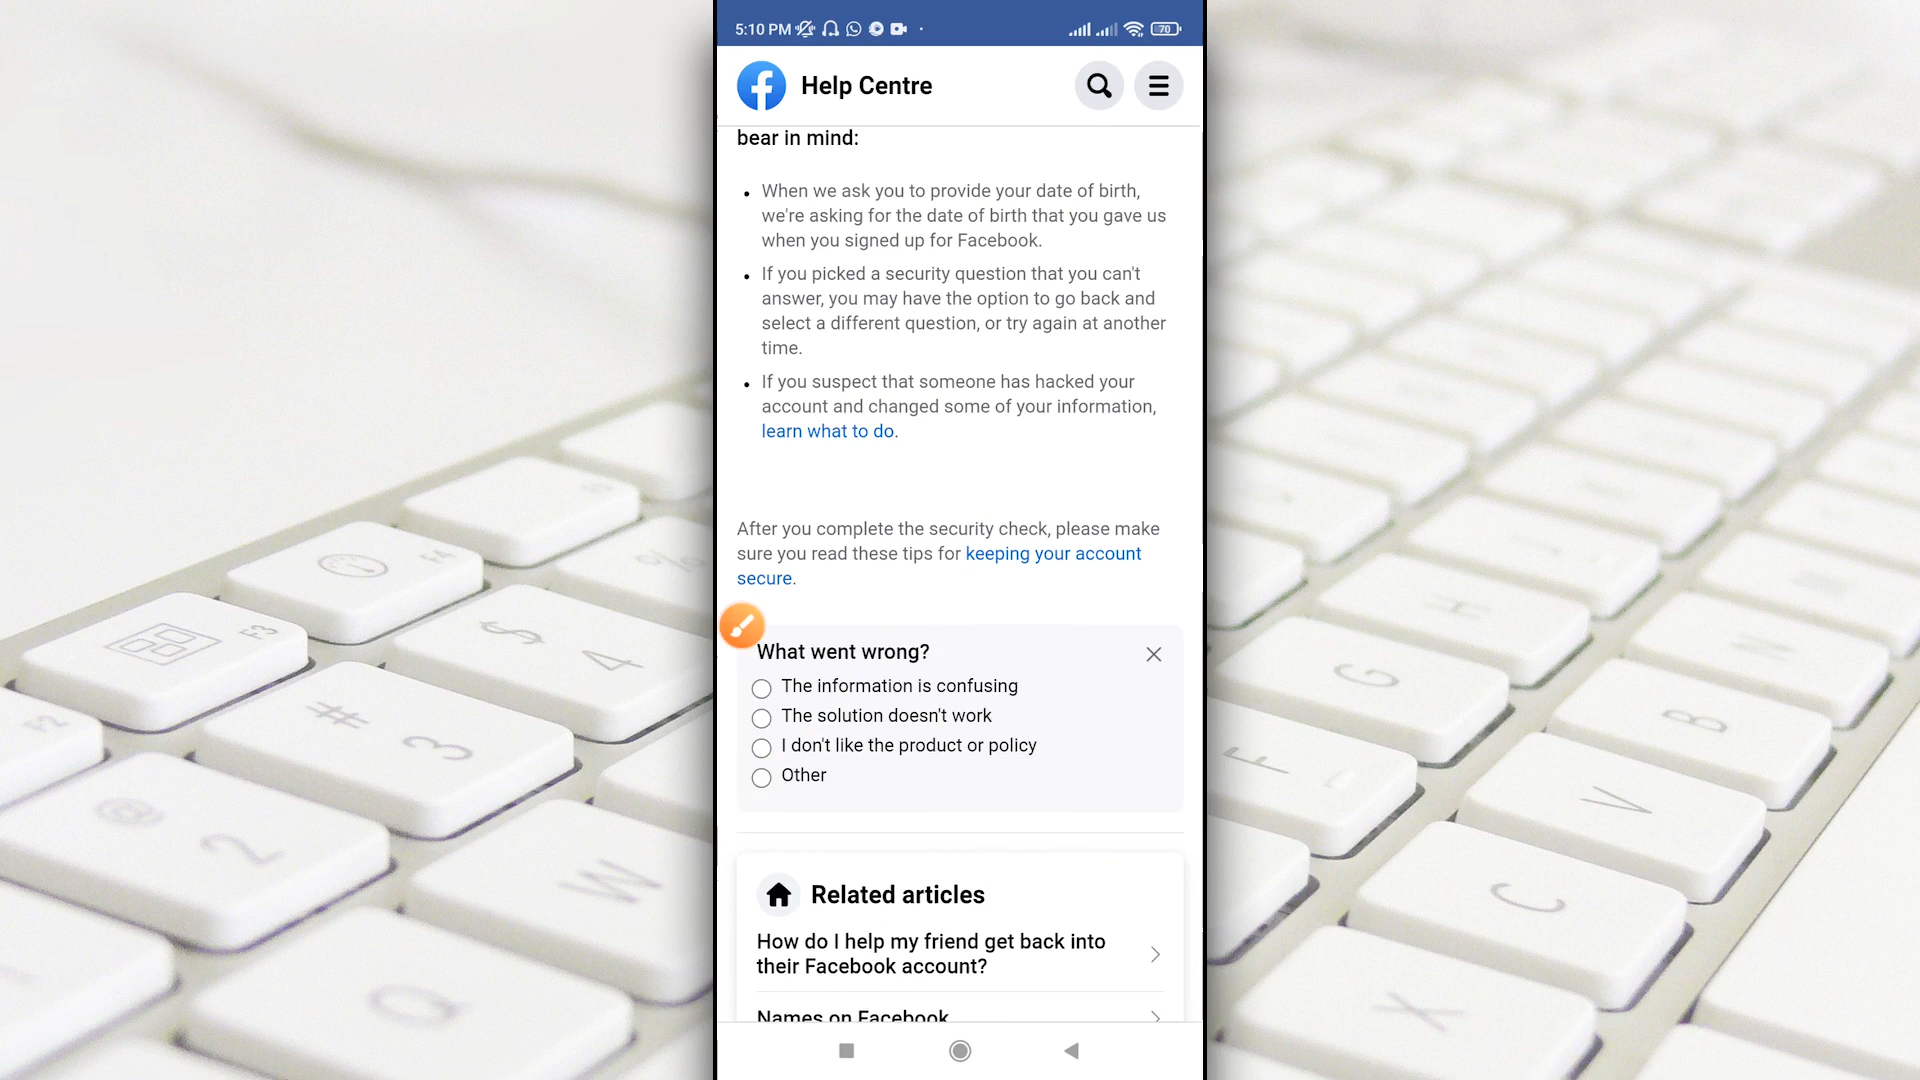 5:10 PM
70
Help Centre
bear in mind:
When we ask you to provide your date of birth,
we're asking for the date of birth that you gave us
when you signed up for Facebook.
If you picked a security question that you can't
answer, you may have the option to go back and
select a different question, or try again at another
time.
If you suspect that someone has hacked your
account and changed some of your information,
learn what to do.
After you complete the security check, please make
sure you read these tips for keeping your account
secure.
What went wrong?
The information is confusing
The solution doesn't work
I don't like the product or policy
Other
Related articles
How do I help my friend get back into
their Facebook account?
Names on Facebook
F4
F3
F2
% 
$ 4
# 3
@ 2
W
Q
H
N
G
B
F
V
C
X